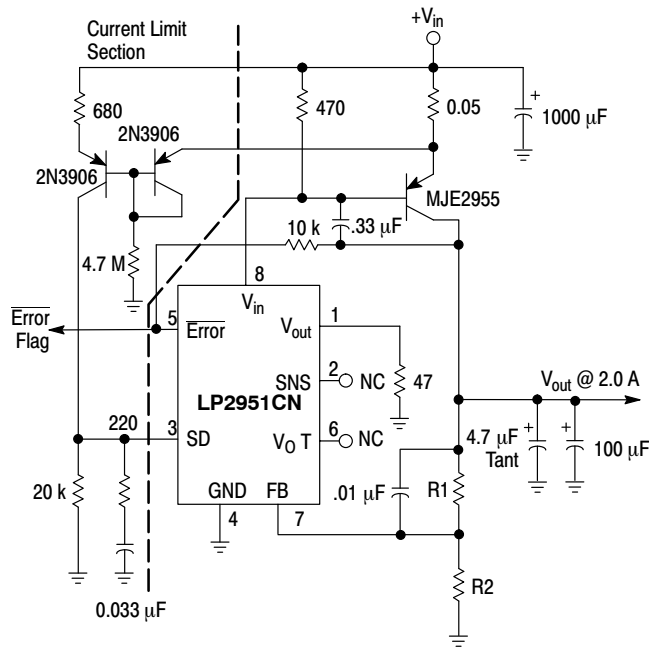 Current Limit
Section
+Vin
680
470
0.05
1000 µF
2N3906
2N3906
MJE2955
10 k
.33 µF
4.7 M
8
Vin
Error
Flag
5
Error
Vout
1
SNS
2
NC
47
LP2951CN
Vout @ 2.0 A
220
3
SD
VO T
6
NC
4.7 µF
Tant
100 µF
20 k
GND
FB
.01 µF
R1
4
7
R2
0.033 µF